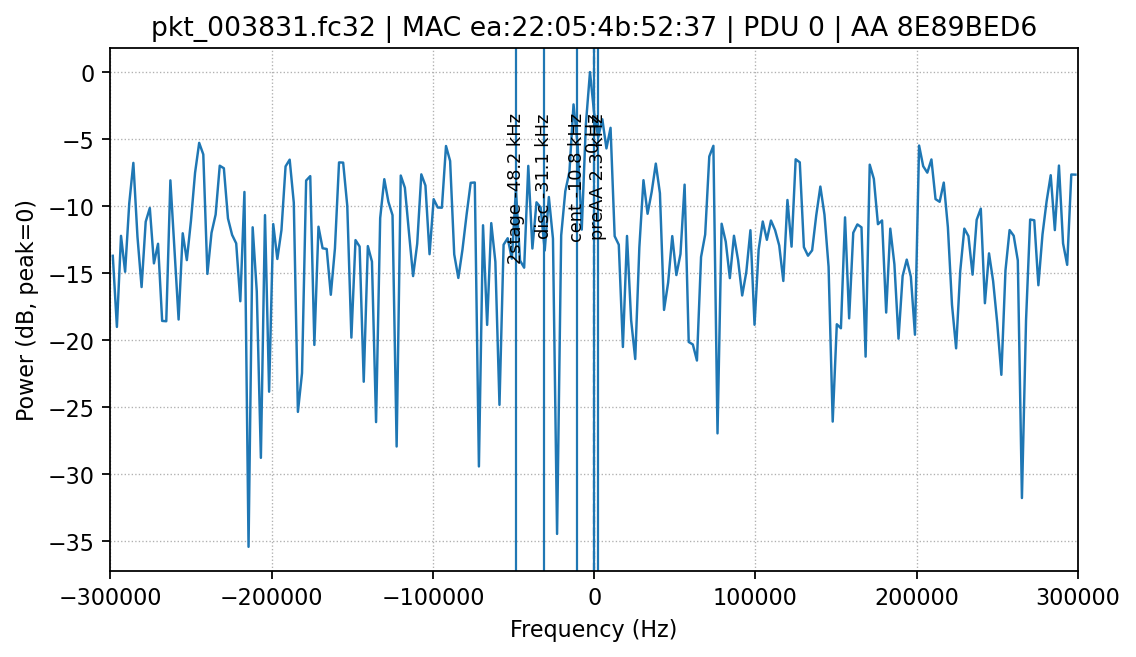 pkt_003831.fc32 | MAC ea:22:05:4b:52:37 | PDU 0 | AA 8E89BED6
0
−5
−10
−15
−20
−25
−30
−35
Power (dB, peak=0)
2stage -48.2 kHz
disc -31.1 kHz
cent -10.8 kHz
preAA 2.3 kHz
−300000
−200000
−100000
0
100000
200000
300000
Frequency (Hz)